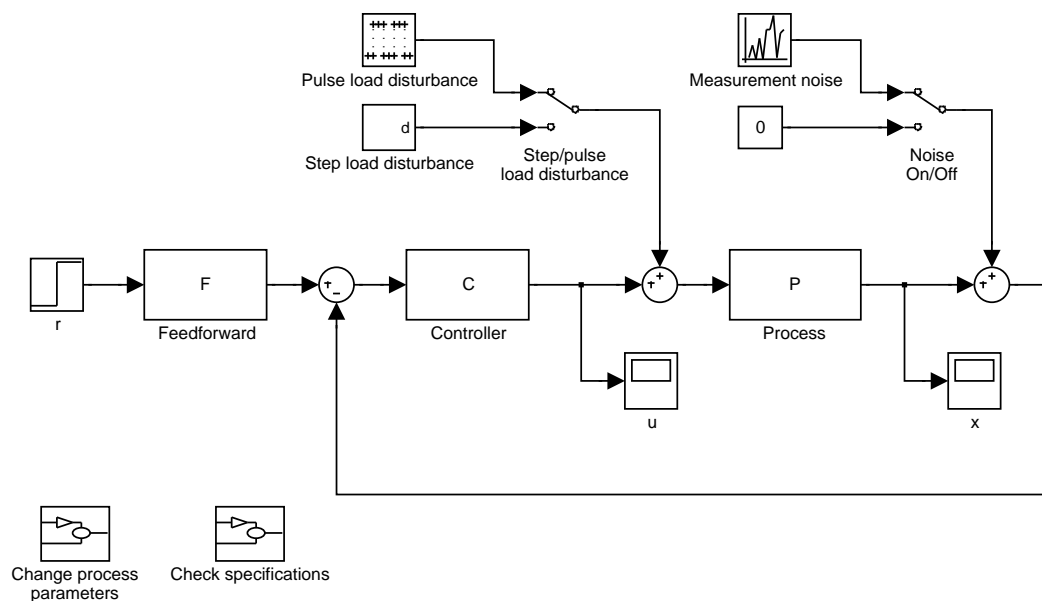 Pulse load disturbance
Measurement noise
d
0
Step load disturbance
Step/pulse
load disturbance
Noise
On/Off
F
C
P
r
Feedforward
Controller
Process
u
x
Change process
parameters
Check specifications